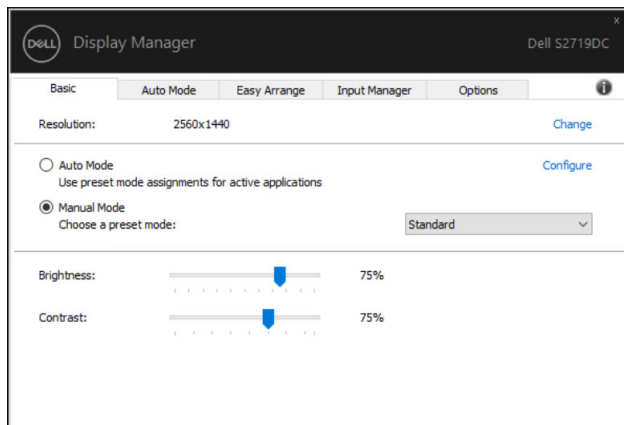 DELL Display Manager Dell S2719DC
x
Basic Auto Mode Easy Arrange Input Manager Options i
Resolution: 2560x1440 Change
Auto Mode Configure
Use preset mode assignments for active applications
Manual Mode
Choose a preset mode: Standard
Brightness: 75%
Contrast: 75%